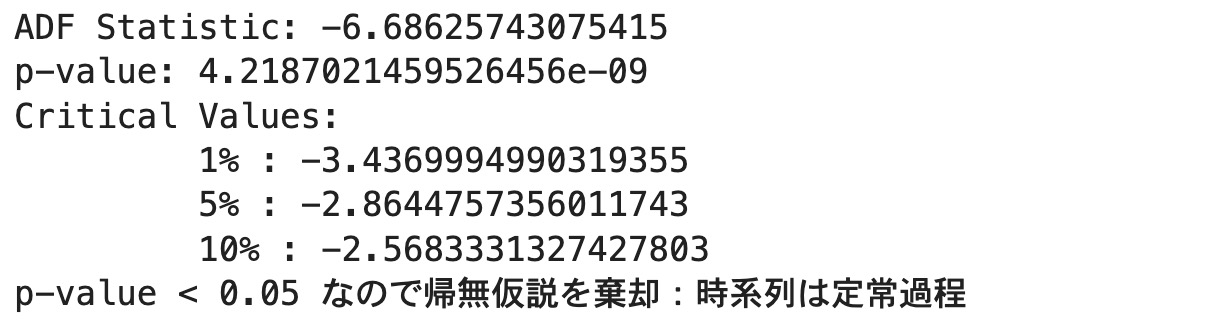 ADF Statistic: -6.68625743075415
p-value: 4.2187021459526456e-09
Critical Values:
1% : -3.4369994990319355
5% : -2.8644757356011743
10% : -2.5683331327427803
p-value < 0.05 なので帰無仮説を棄却：時系列は定常過程